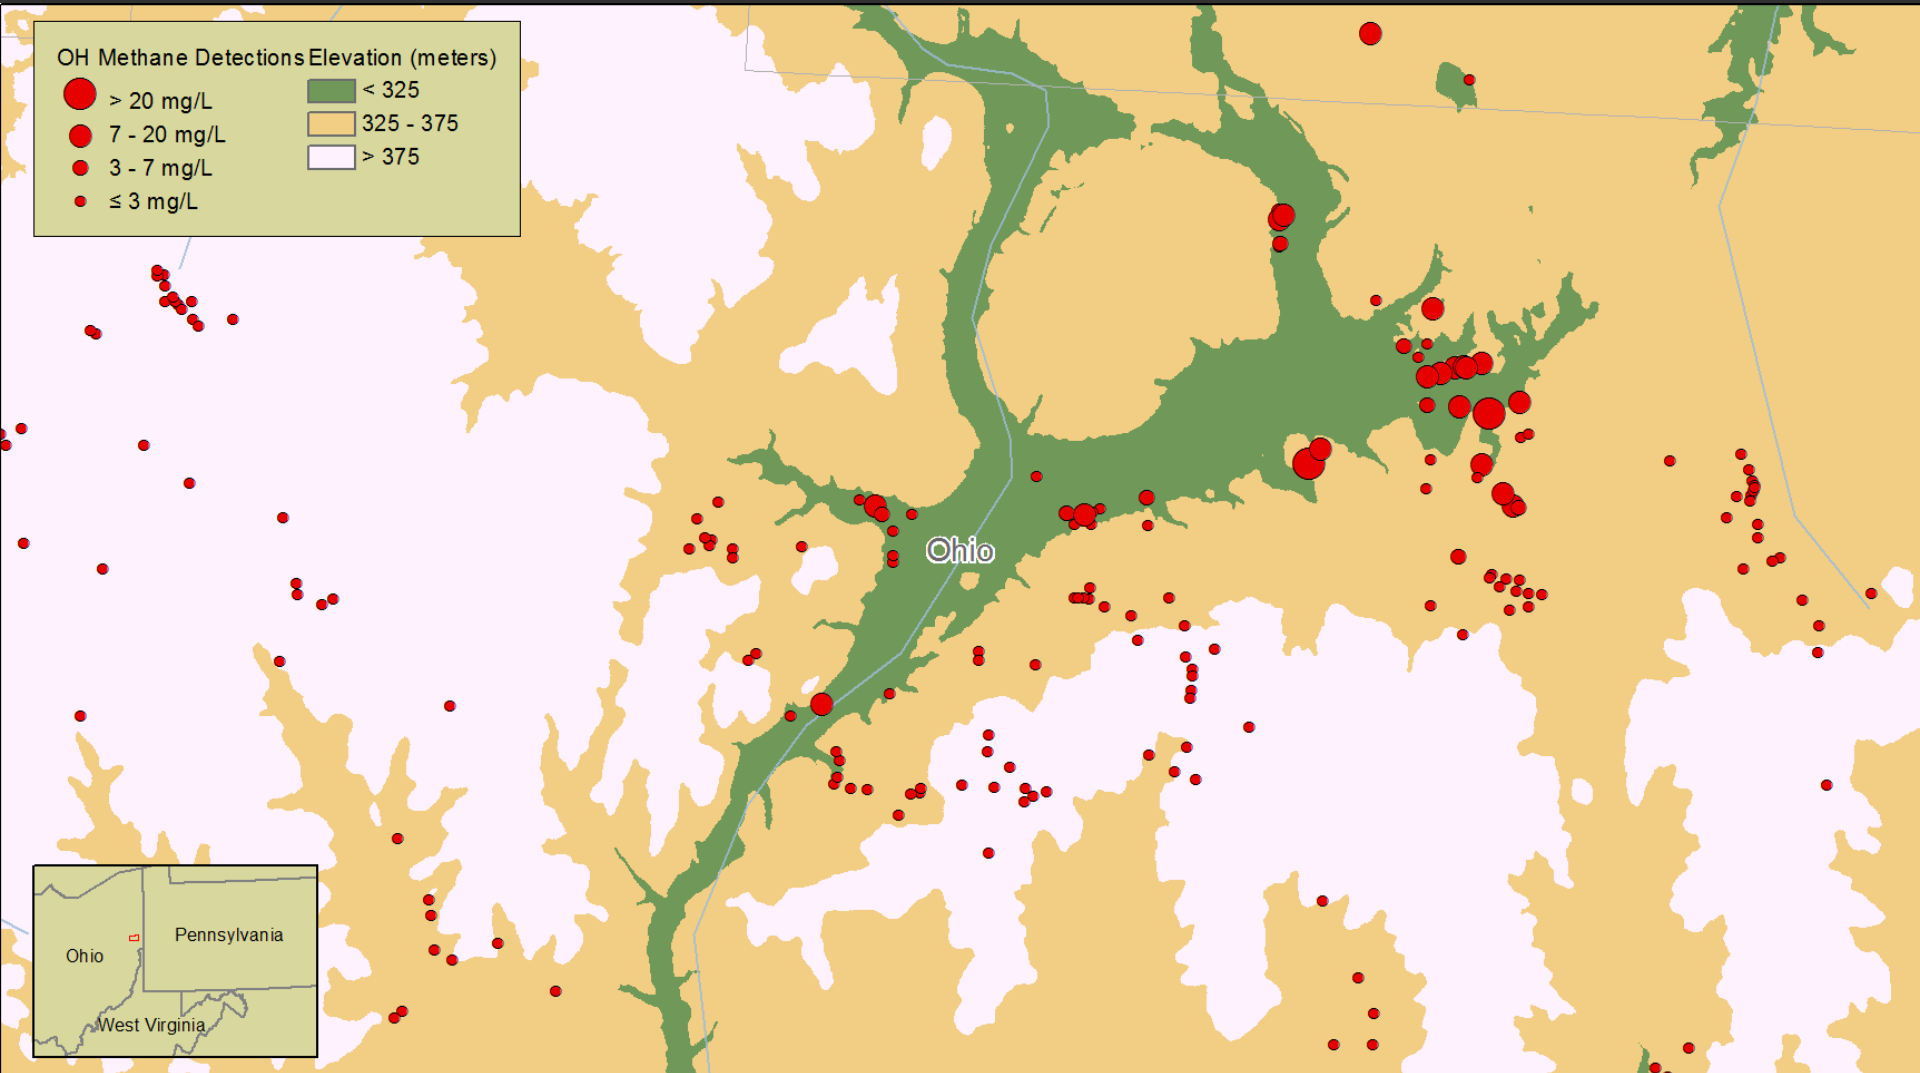 OH Methane Detections Elevation (meters)
> 20 mg/L < 325
7 - 20 mg/L 325 - 375
3 - 7 mg/L > 375
≤ 3 mg/L
Ohio
Pennsylvania
Ohio
West Virginia